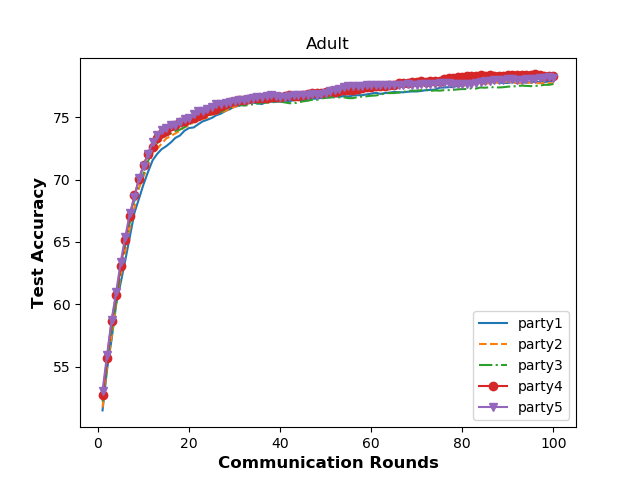 Adult
Test Accuracy
75
70
65
60
55
0 20 40 60 80 100
Communication Rounds
party1
party2
party3
party4
party5